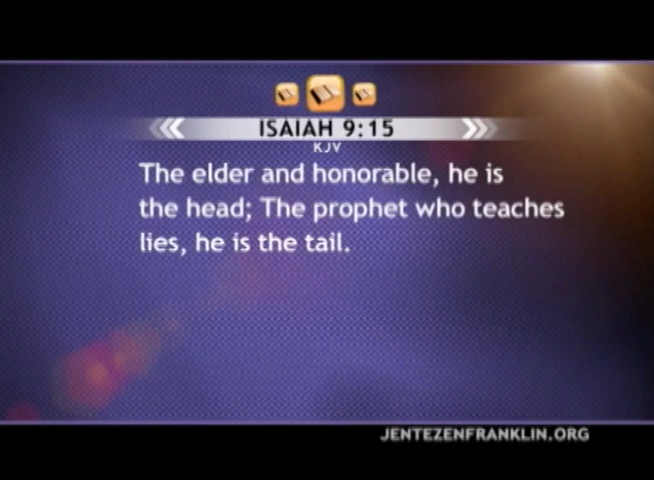 ISAIAH 9:15
KJV
The elder and honorable, he is
the head; The prophet who teaches
lies, he is the tail.
JENTEZENFRANKLIN.ORG